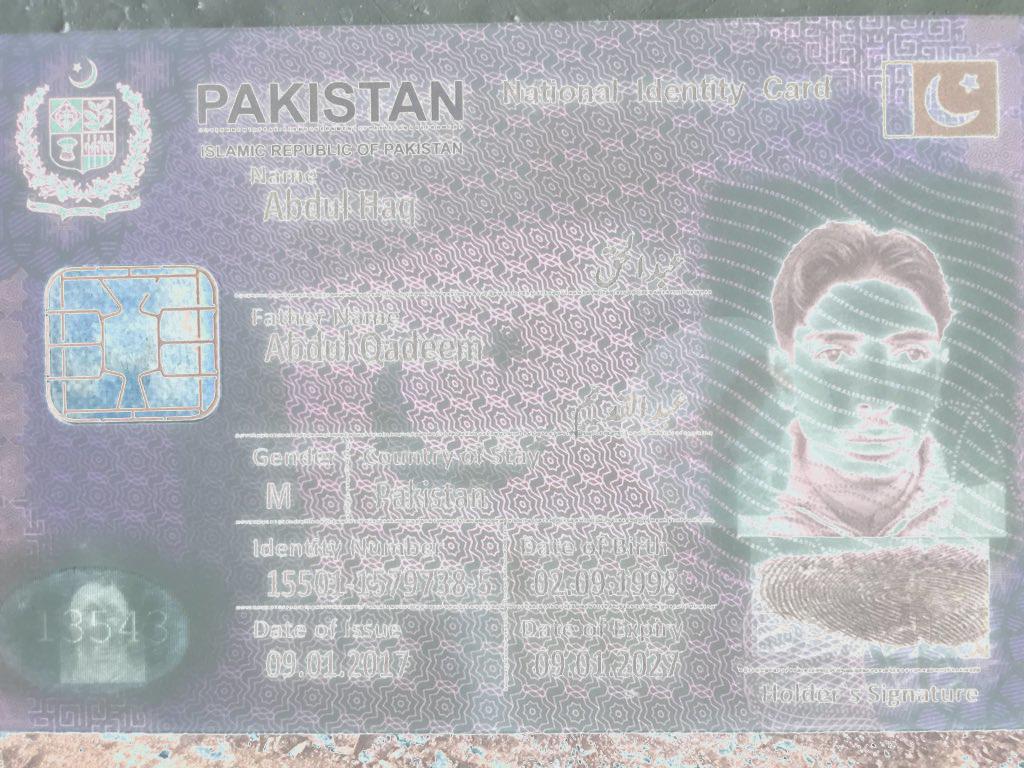 PAKISTAN National Identity Card
ISLAMIC REPUBLIC OF PAKISTAN
Name
Abdul Haq
عبدالحق
Father Name
Abdul Qadeem
عبدالقدیم
Gender Country of Stay
M Pakistan
Identity Number Date of Birth
15501-1579738-5 02.09.1998
Date of Issue Date of Expiry
09.01.2017 09.01.2027
13543
Holder's Signature